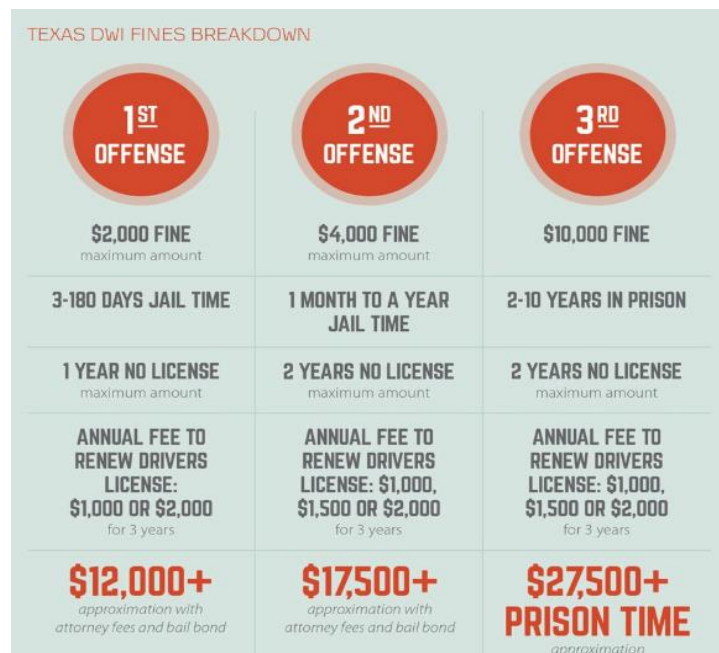 TEXAS DWI FINES BREAKDOWN
1ST
OFFENSE
$2,000 FINE
maximum amount
3-180 DAYS JAIL TIME
1 YEAR NO LICENSE
maximum amount
ANNUAL FEE TO
RENEW DRIVERS
LICENSE:
$1,000 OR $2,000
for 3 years
$12,000+
approximation with
attorney fees and bail bond
2ND
OFFENSE
$4,000 FINE
maximum amount
1 MONTH TO A YEAR
JAIL TIME
2 YEARS NO LICENSE
maximum amount
ANNUAL FEE TO
RENEW DRIVERS
LICENSE: $1,000,
$1,500 OR $2,000
for 3 years
$17,500+
approximation with
attorney fees and bail bond
3RD
OFFENSE
$10,000 FINE
2-10 YEARS IN PRISON
2 YEARS NO LICENSE
maximum amount
ANNUAL FEE TO
RENEW DRIVERS
LICENSE: $1,000,
$1,500 OR $2,000
for 3 years
$27,500+
PRISON TIME
approximation